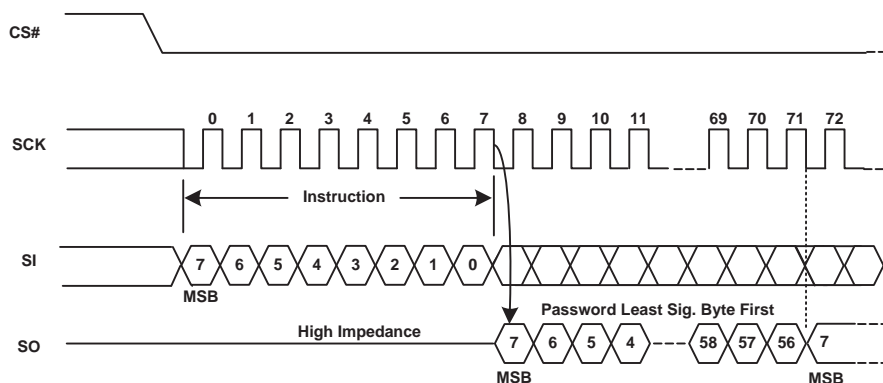 CS#
0 1 2 3 4 5 6 7 8 9 10 11 69 70 71 72
SCK
Instruction
SI 7 6 5 4 3 2 1 0
MSB
Password Least Sig. Byte First
High Impedance
SO 7 6 5 4 58 57 56 7
MSB MSB